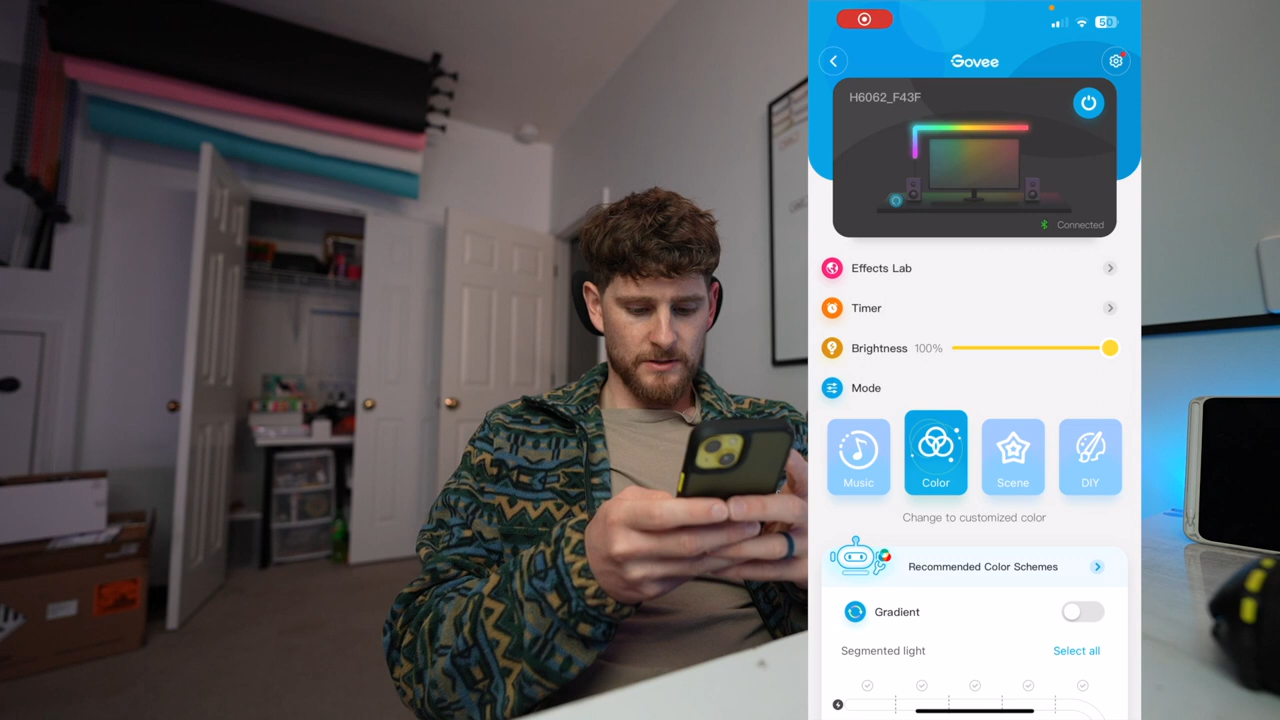 50
Govee
H6062_F43F
Connected
Effects Lab
Timer
Brightness 100%
Mode
Music
Color
Scene
DIY
Change to customized color
Recommended Color Schemes
Gradient
Segmented light Select all